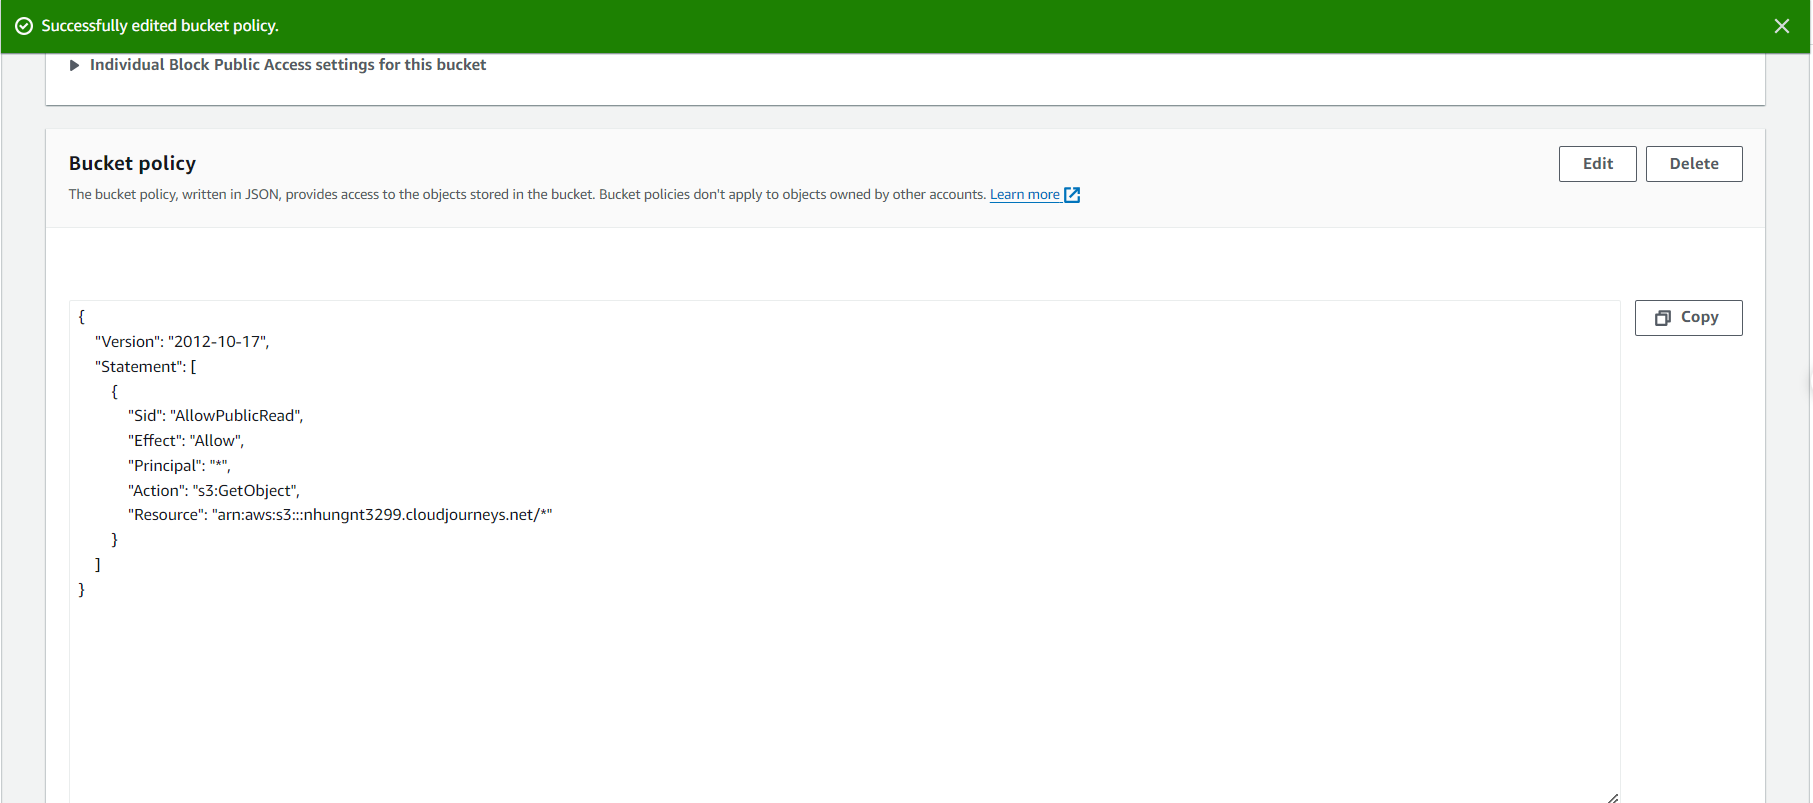 Successfully edited bucket policy.
Individual Block Public Access settings for this bucket
Bucket policy
Edit
Delete
The bucket policy, written in JSON, provides access to the objects stored in the bucket. Bucket policies don't apply to objects owned by other accounts. Learn more
Copy
{
"Version": "2012-10-17",
"Statement": [
{
"Sid": "AllowPublicRead",
"Effect": "Allow",
"Principal": "*",
"Action": "s3:GetObject",
"Resource": "arn:aws:s3:::nhungnt3299.cloudjourneys.net/*"
}
]
}